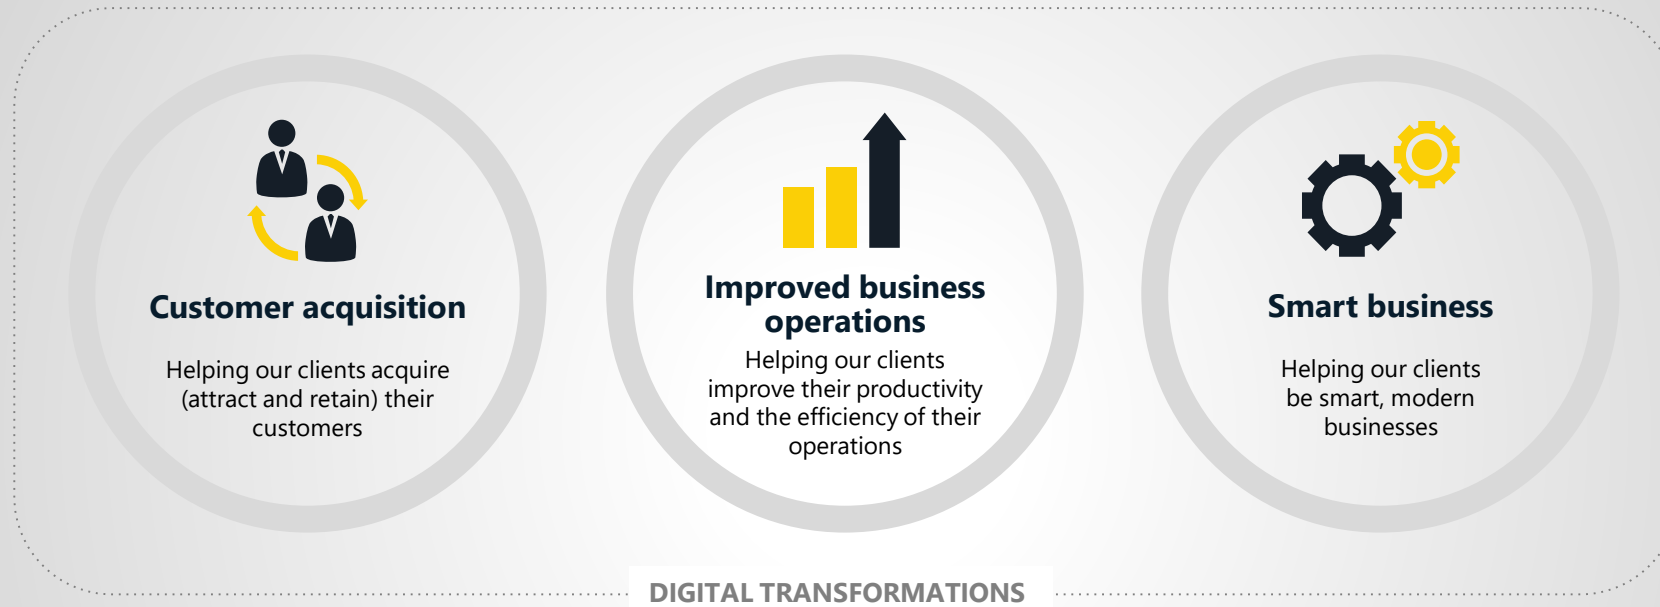 Customer acquisition
Helping our clients acquire
(attract and retain) their
customers
Improved business
operations
Helping our clients
improve their productivity
and the efficiency of their
operations
Smart business
Helping our clients
be smart, modern
businesses
DIGITAL TRANSFORMATIONS